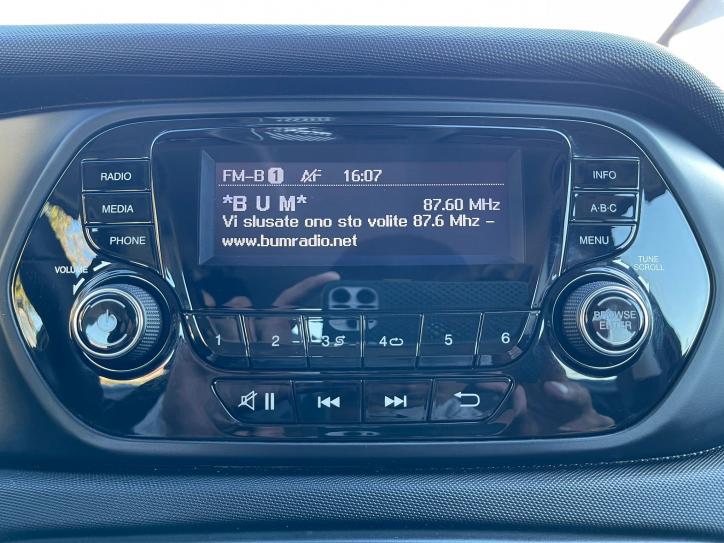 FM-B 1 AF 16:07
RADIO
INFO
*B U M* 87.60 MHz
MEDIA
A·B·C
Vi slusate ono sto volite 87.6 Mhz -
PHONE
MENU
www.bumradio.net
VOLUME
TUNE
SCROLL
BROWSE
ENTER
1 2 3 4 5 6